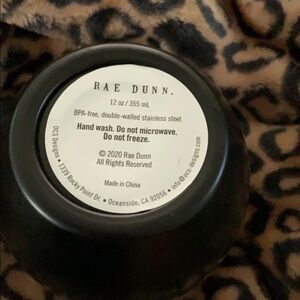 RAE DUNN.
12 oz / 355 mL
BPA-free, double-walled stainless steel.
Hand wash. Do not microwave.
Do not freeze.
© 2020 Rae Dunn
All Rights Reserved
Made in China
OCS Designs • 1339 Rocky Point Dr. • Oceanside, CA 92056 • info@ocs-designs.com